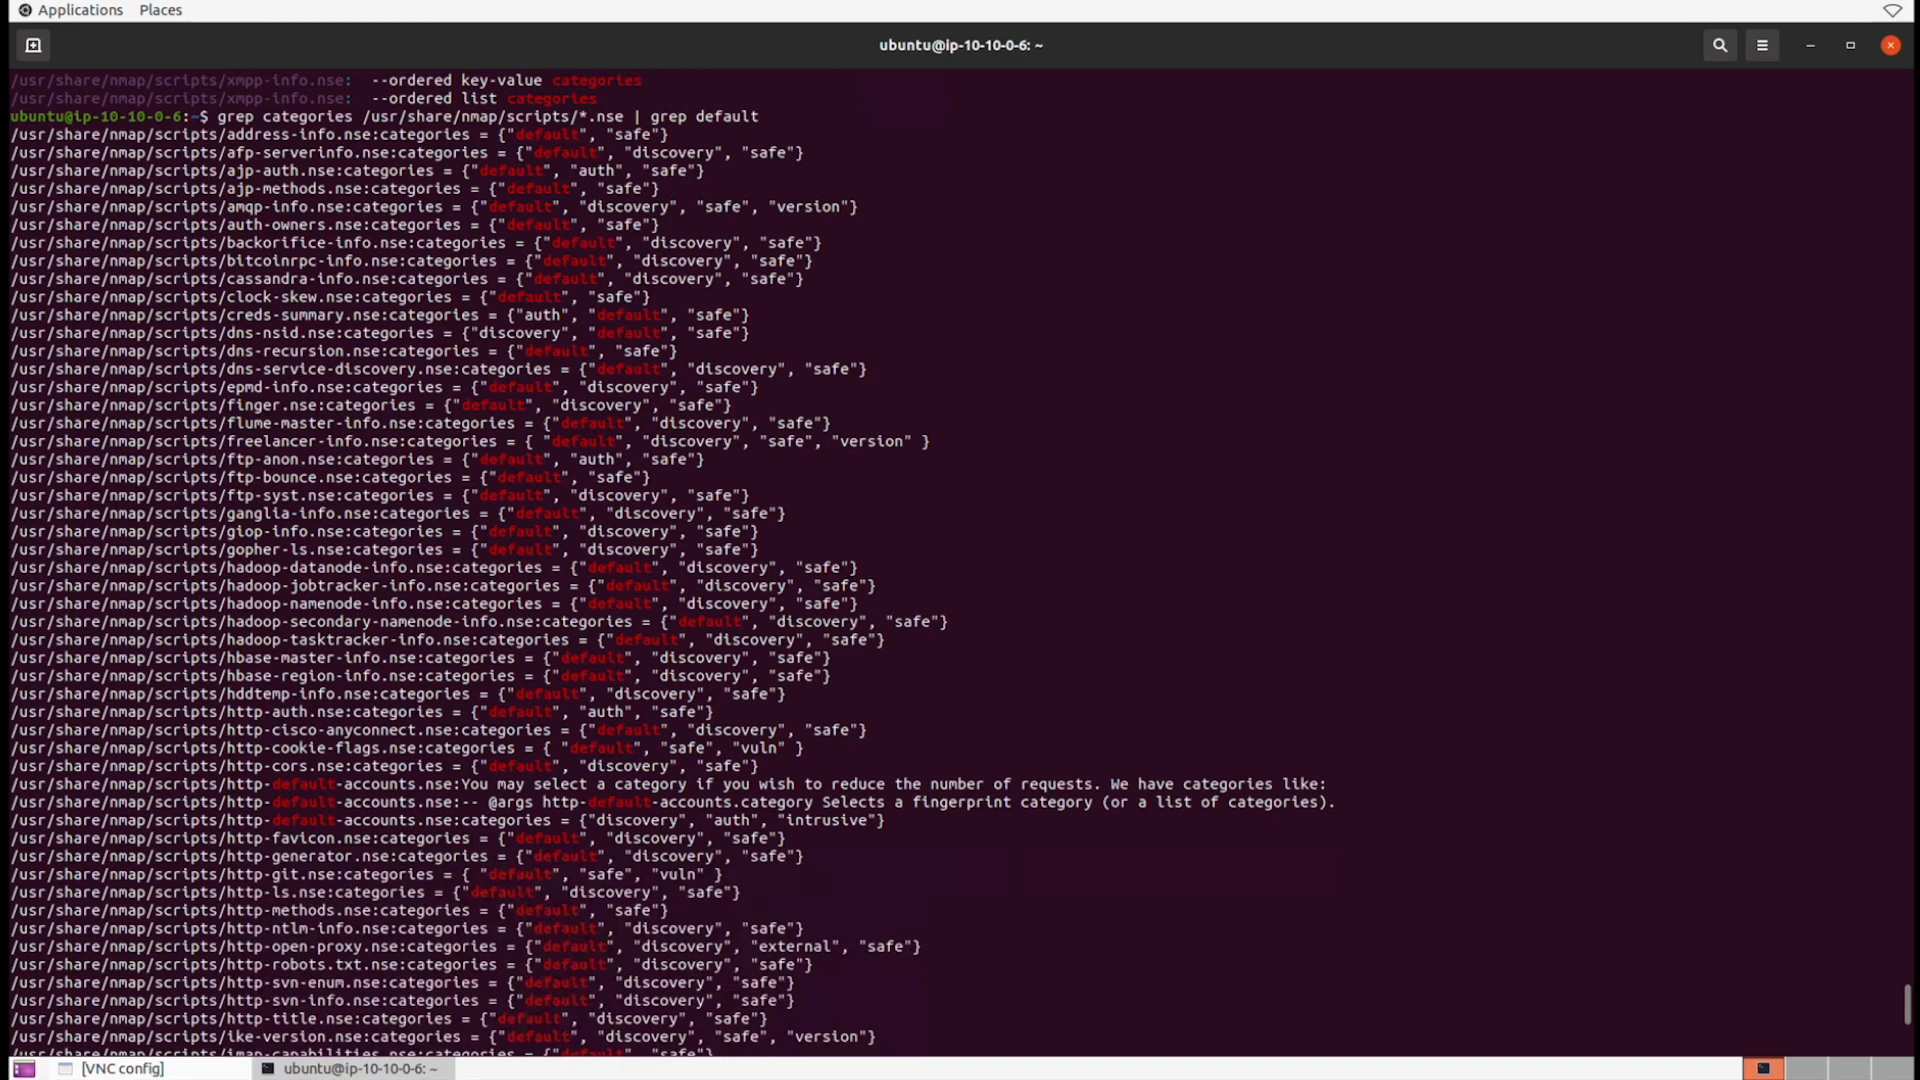 Applications Places
ubuntu@ip-10-10-0-6: ~
/usr/share/nmap/scripts/xmpp-info.nse:  --ordered key-value categories
/usr/share/nmap/scripts/xmpp-info.nse:  --ordered list categories
ubuntu@ip-10-10-0-6:~$ grep categories /usr/share/nmap/scripts/*.nse | grep default
/usr/share/nmap/scripts/address-info.nse:categories = {"default", "safe"}
/usr/share/nmap/scripts/afp-serverinfo.nse:categories = {"default", "discovery", "safe"}
/usr/share/nmap/scripts/ajp-auth.nse:categories = {"default", "auth", "safe"}
/usr/share/nmap/scripts/ajp-methods.nse:categories = {"default", "safe"}
/usr/share/nmap/scripts/amqp-info.nse:categories = {"default", "discovery", "safe", "version"}
/usr/share/nmap/scripts/auth-owners.nse:categories = {"default", "safe"}
/usr/share/nmap/scripts/backorifice-info.nse:categories = {"default", "discovery", "safe"}
/usr/share/nmap/scripts/bitcoinrpc-info.nse:categories = {"default", "discovery", "safe"}
/usr/share/nmap/scripts/cassandra-info.nse:categories = {"default", "discovery", "safe"}
/usr/share/nmap/scripts/clock-skew.nse:categories = {"default", "safe"}
/usr/share/nmap/scripts/creds-summary.nse:categories = {"auth", "default", "safe"}
/usr/share/nmap/scripts/dns-nsid.nse:categories = {"discovery", "default", "safe"}
/usr/share/nmap/scripts/dns-recursion.nse:categories = {"default", "safe"}
/usr/share/nmap/scripts/dns-service-discovery.nse:categories = {"default", "discovery", "safe"}
/usr/share/nmap/scripts/epmd-info.nse:categories = {"default", "discovery", "safe"}
/usr/share/nmap/scripts/finger.nse:categories = {"default", "discovery", "safe"}
/usr/share/nmap/scripts/flume-master-info.nse:categories = {"default", "discovery", "safe"}
/usr/share/nmap/scripts/freelancer-info.nse:categories = { "default", "discovery", "safe", "version" }
/usr/share/nmap/scripts/ftp-anon.nse:categories = {"default", "auth", "safe"}
/usr/share/nmap/scripts/ftp-bounce.nse:categories = {"default", "safe"}
/usr/share/nmap/scripts/ftp-syst.nse:categories = {"default", "discovery", "safe"}
/usr/share/nmap/scripts/ganglia-info.nse:categories = {"default", "discovery", "safe"}
/usr/share/nmap/scripts/giop-info.nse:categories = {"default", "discovery", "safe"}
/usr/share/nmap/scripts/gopher-ls.nse:categories = {"default", "discovery", "safe"}
/usr/share/nmap/scripts/hadoop-datanode-info.nse:categories = {"default", "discovery", "safe"}
/usr/share/nmap/scripts/hadoop-jobtracker-info.nse:categories = {"default", "discovery", "safe"}
/usr/share/nmap/scripts/hadoop-namenode-info.nse:categories = {"default", "discovery", "safe"}
/usr/share/nmap/scripts/hadoop-secondary-namenode-info.nse:categories = {"default", "discovery", "safe"}
/usr/share/nmap/scripts/hadoop-tasktracker-info.nse:categories = {"default", "discovery", "safe"}
/usr/share/nmap/scripts/hbase-master-info.nse:categories = {"default", "discovery", "safe"}
/usr/share/nmap/scripts/hbase-region-info.nse:categories = {"default", "discovery", "safe"}
/usr/share/nmap/scripts/hddtemp-info.nse:categories = {"default", "discovery", "safe"}
/usr/share/nmap/scripts/http-auth.nse:categories = {"default", "auth", "safe"}
/usr/share/nmap/scripts/http-cisco-anyconnect.nse:categories = {"default", "discovery", "safe"}
/usr/share/nmap/scripts/http-cookie-flags.nse:categories = { "default", "safe", "vuln" }
/usr/share/nmap/scripts/http-cors.nse:categories = {"default", "discovery", "safe"}
/usr/share/nmap/scripts/http-default-accounts.nse:You may select a category if you wish to reduce the number of requests. We have categories like:
/usr/share/nmap/scripts/http-default-accounts.nse:-- @args http-default-accounts.category Selects a fingerprint category (or a list of categories).
/usr/share/nmap/scripts/http-default-accounts.nse:categories = {"discovery", "auth", "intrusive"}
/usr/share/nmap/scripts/http-favicon.nse:categories = {"default", "discovery", "safe"}
/usr/share/nmap/scripts/http-generator.nse:categories = {"default", "discovery", "safe"}
/usr/share/nmap/scripts/http-git.nse:categories = { "default", "safe", "vuln" }
/usr/share/nmap/scripts/http-ls.nse:categories = {"default", "discovery", "safe"}
/usr/share/nmap/scripts/http-methods.nse:categories = {"default", "safe"}
/usr/share/nmap/scripts/http-ntlm-info.nse:categories = {"default", "discovery", "safe"}
/usr/share/nmap/scripts/http-open-proxy.nse:categories = {"default", "discovery", "external", "safe"}
/usr/share/nmap/scripts/http-robots.txt.nse:categories = {"default", "discovery", "safe"}
/usr/share/nmap/scripts/http-svn-enum.nse:categories = {"default", "discovery", "safe"}
/usr/share/nmap/scripts/http-svn-info.nse:categories = {"default", "discovery", "safe"}
/usr/share/nmap/scripts/http-title.nse:categories = {"default", "discovery", "safe"}
/usr/share/nmap/scripts/ike-version.nse:categories = {"default", "discovery", "safe", "version"}
/usr/share/nmap/scripts/imap-capabilities.nse:categories = {"default", "safe"}
[VNC config] ubuntu@ip-10-10-0-6: ~